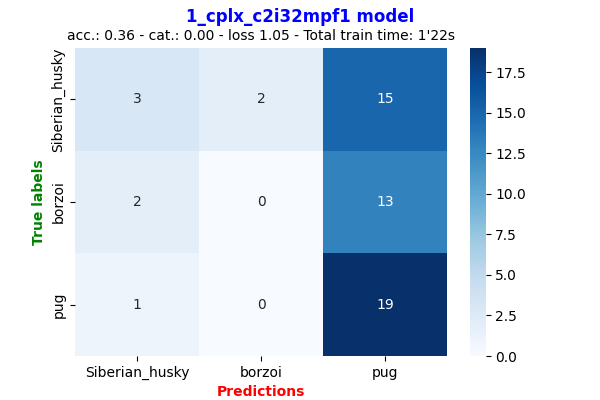 1_cplx_c2i32mpf1 model
acc.: 0.36 - cat.: 0.00 - loss 1.05 - Total train time: 1'22s
True labels
Siberian_husky
3 2 15
borzoi
2 0 13
pug
1 0 19
Siberian_husky borzoi pug
Predictions
17.5
15.0
12.5
10.0
7.5
5.0
2.5
0.0